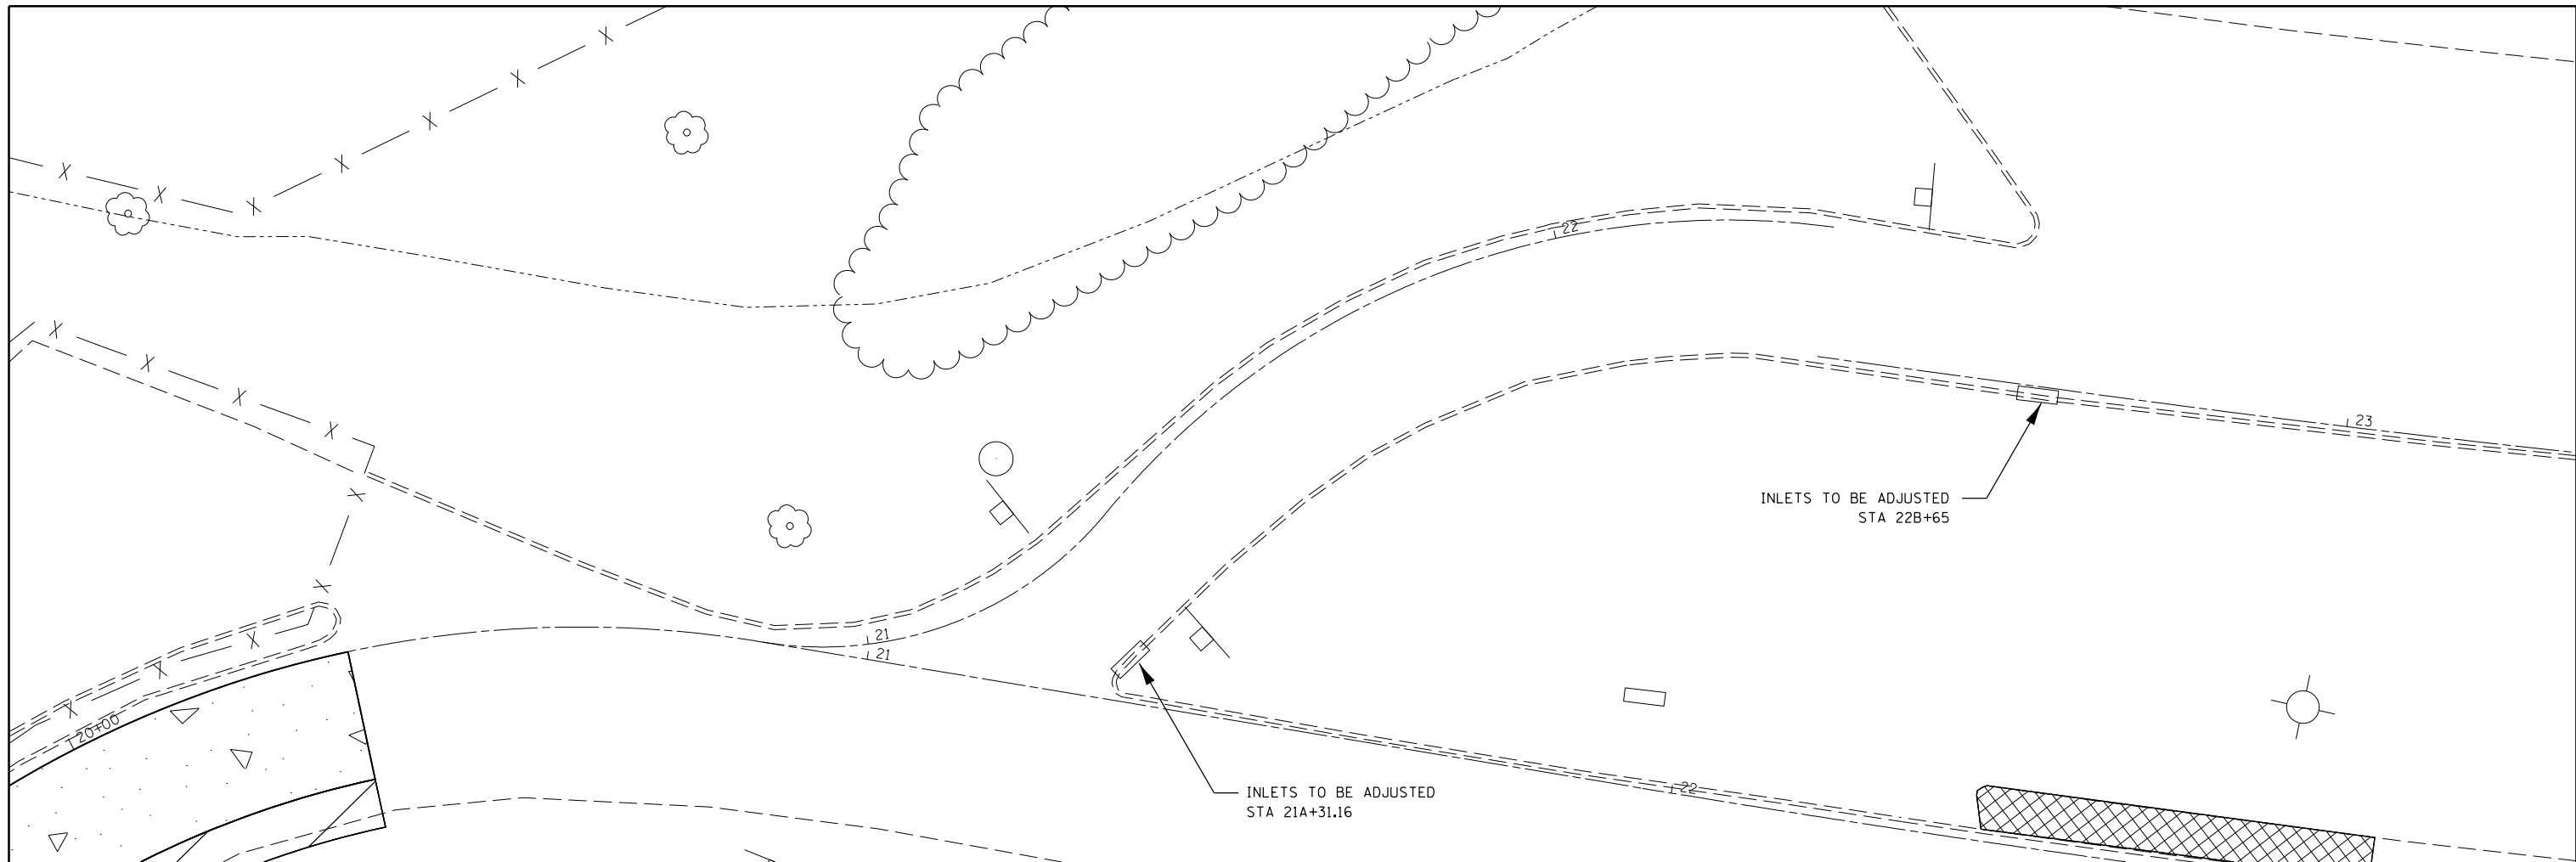 22
23
INLETS TO BE ADJUSTED
STA 22B+65
21
21
20+00
22
INLETS TO BE ADJUSTED
STA 21A+31.16